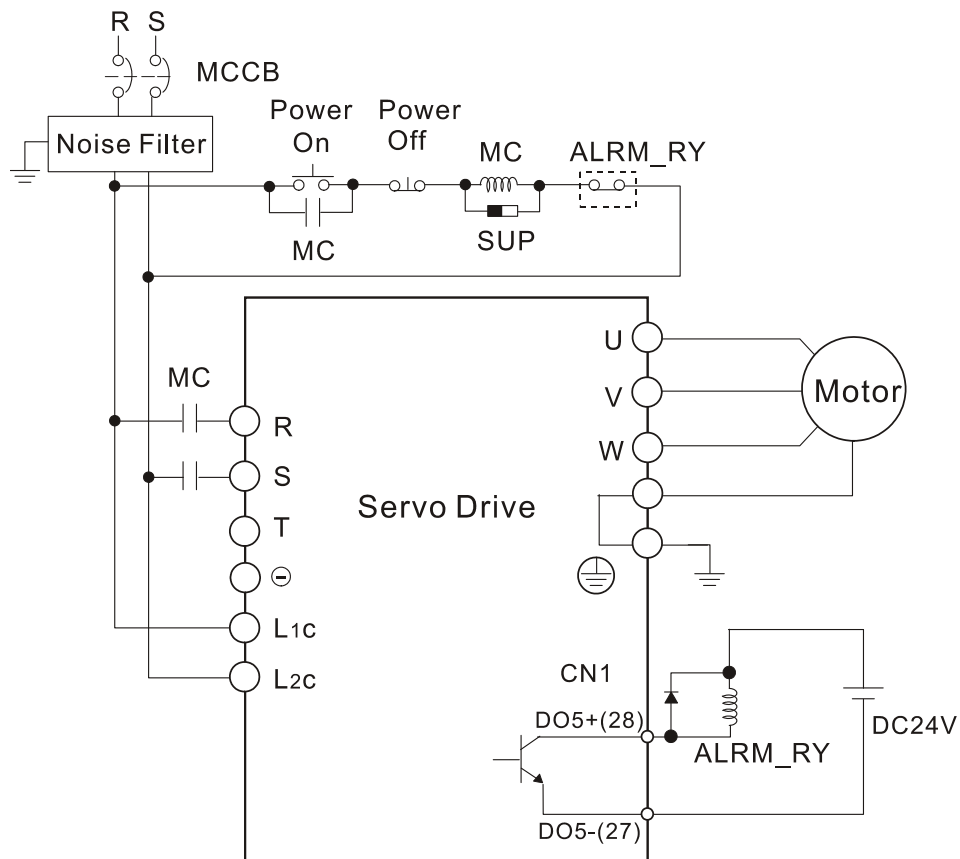 R S
MCCB
Noise Filter
Power
On
Power
Off
MC
ALRM_RY
MC
SUP
MC
R
S
T
L1c
L2c
Servo Drive
U
V
W
Motor
CN1
DO5+(28)
DO5-(27)
ALRM_RY
DC24V